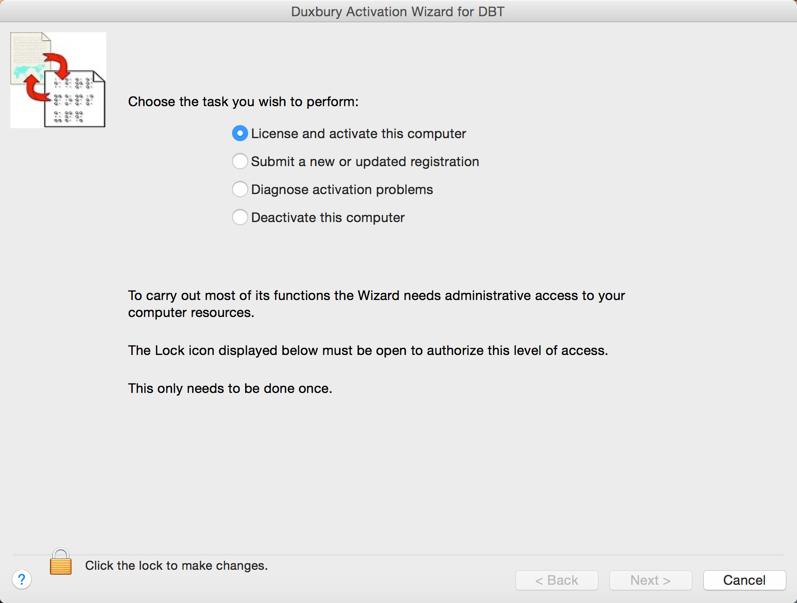 Duxbury Activation Wizard for DBT
Choose the task you wish to perform:
License and activate this computer
Submit a new or updated registration
Diagnose activation problems
Deactivate this computer
To carry out most of its functions the Wizard needs administrative access to your
computer resources.
The Lock icon displayed below must be open to authorize this level of access.
This only needs to be done once.
Click the lock to make changes.
?
< Back
Next >
Cancel